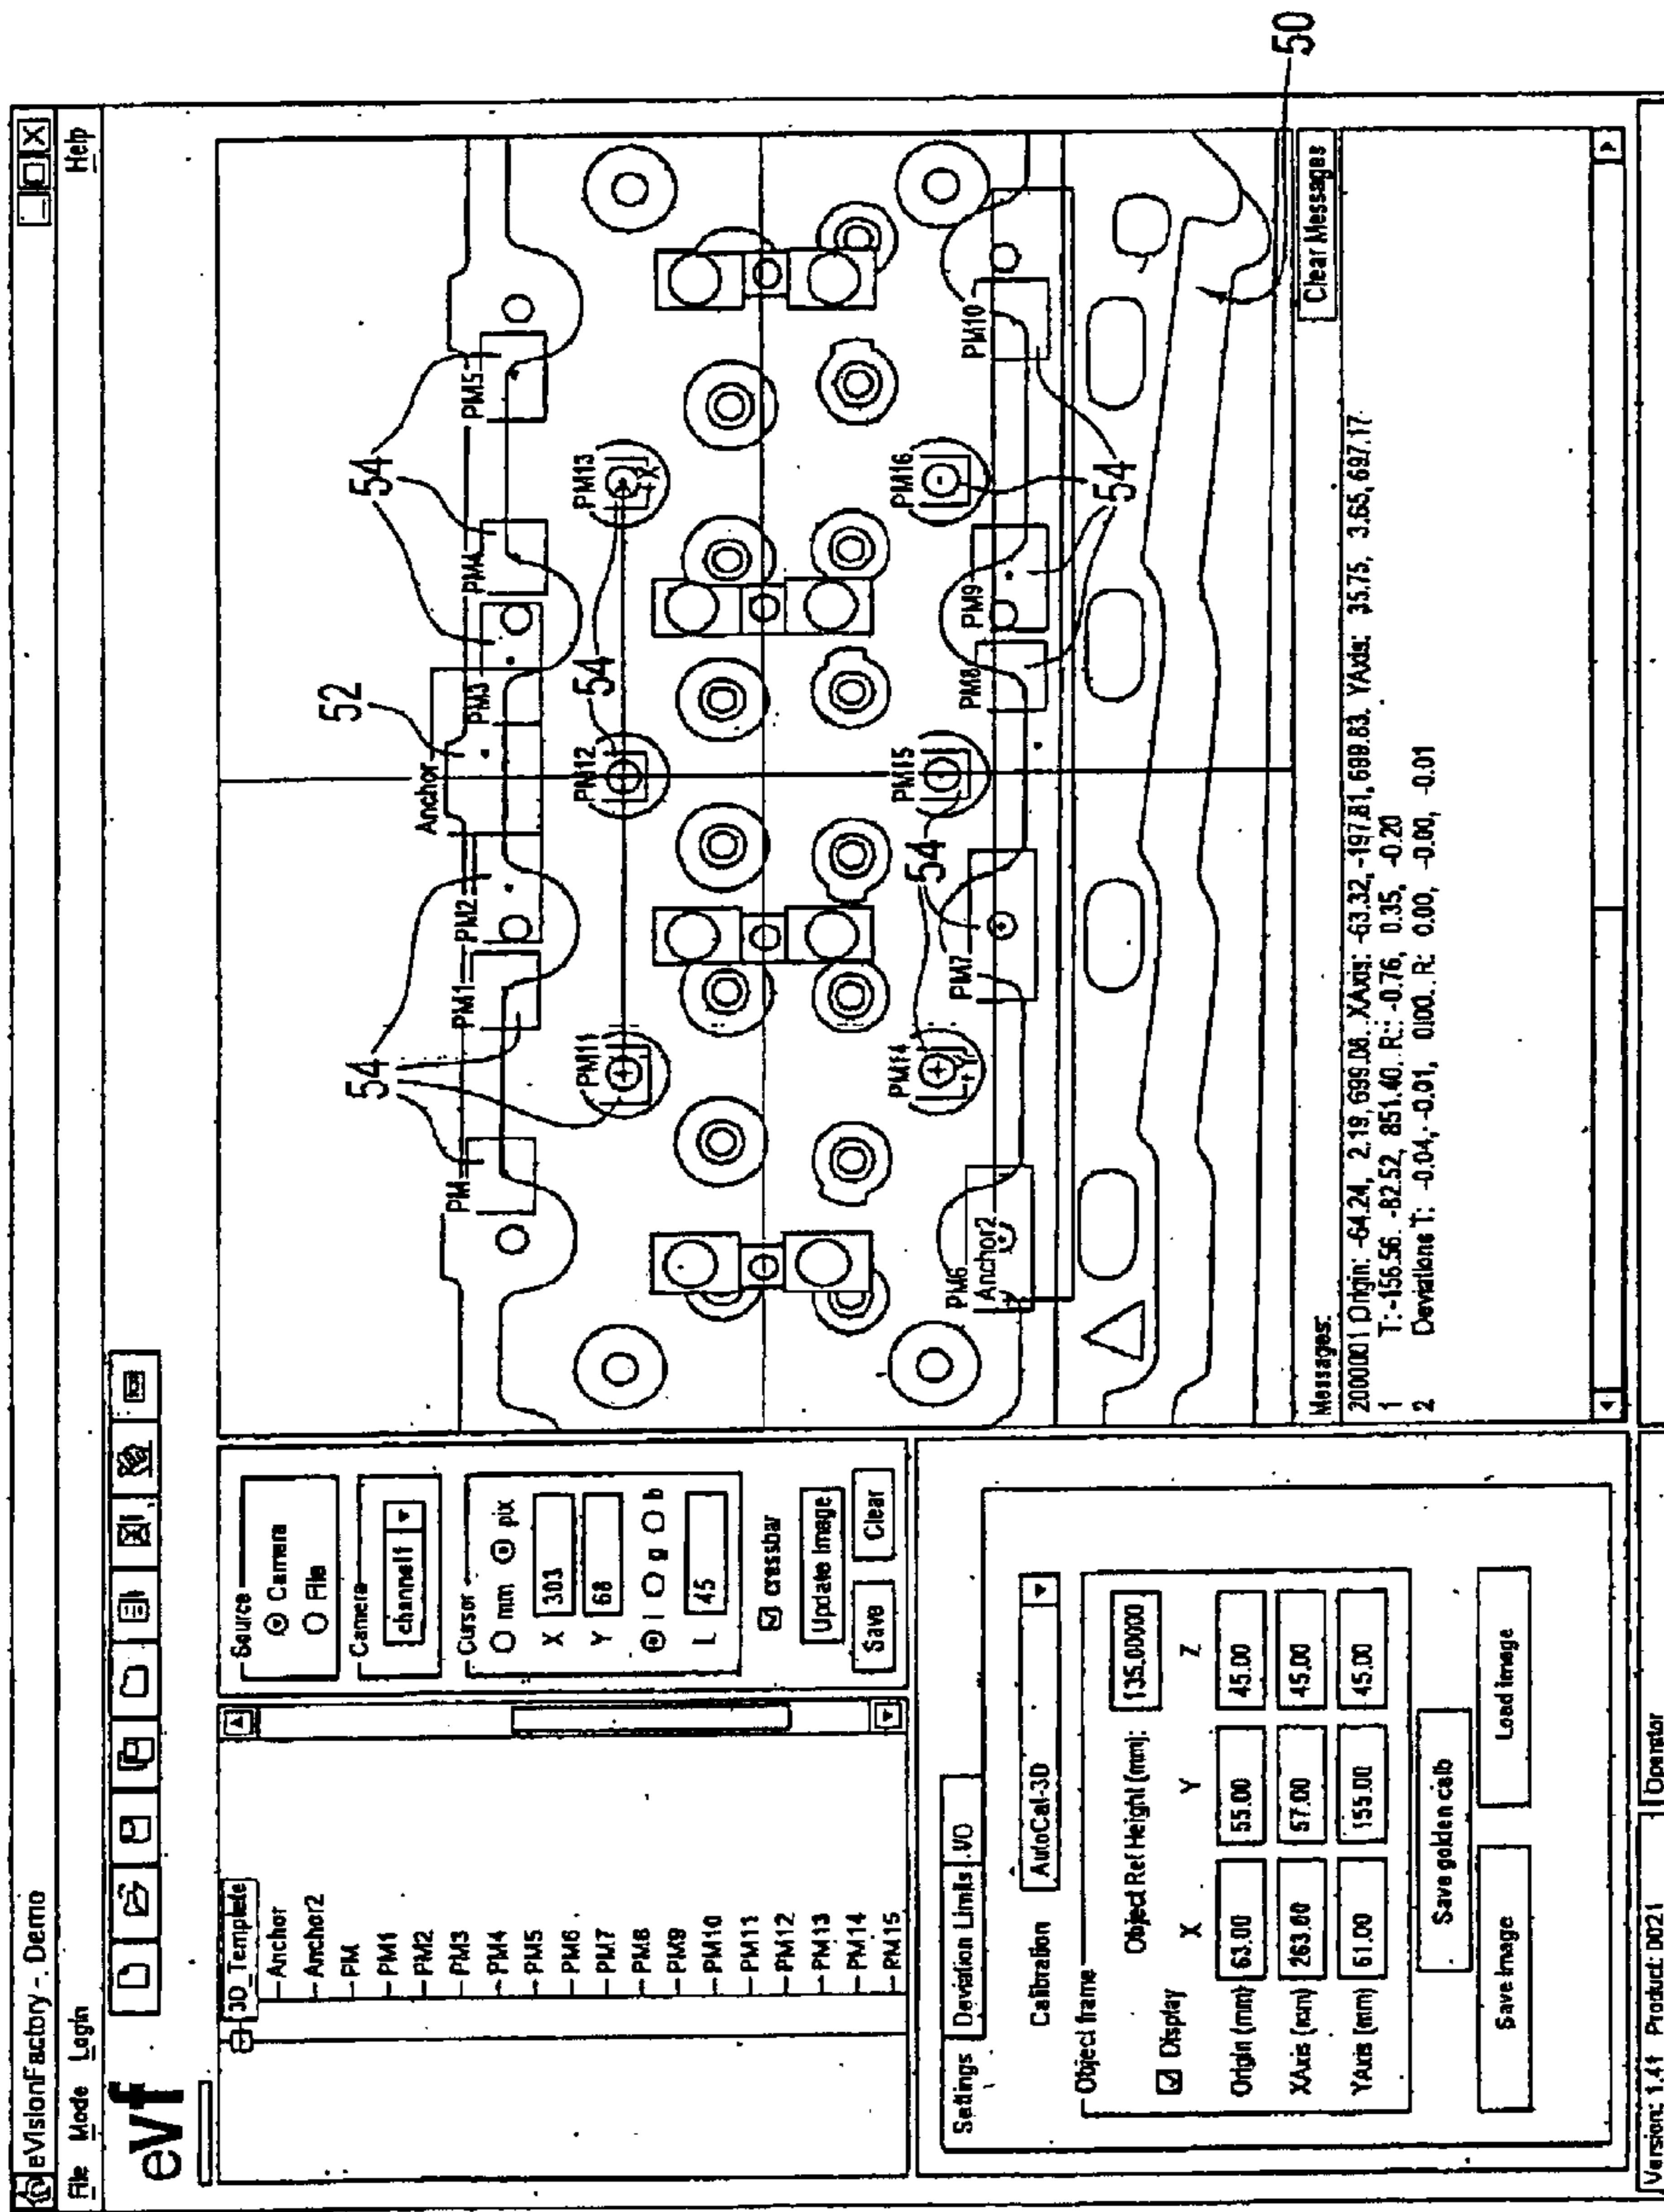 eVisionFactory - Demo
File Mode Login Help
evf
3D_Templete
Anchor
Anchor2
PM
PM1
PM2
PM3
PM4
PM5
PM6
PM7
PM8
PM9
PM10
PM11
PM12
PM13
PM14
PM15
Source
Camera
File
Camera
channel1
Cursor
mm pix
X 303
Y 68
i g b
L 45
cressbar
Update Image
Save Clear
Settings Deviation Limits I/O
Calibration AutoCal-3D
Object frame
Display Object Ref Height (mm): 135.00000
X Y Z
Origin (mm) 63.00 55.00 45.00
XAxis (mm) 263.00 57.00 45.00
YAxis (mm) 61.00 155.00 45.00
Save golden calb
Save Image Load image
54
52
54
Anchor
PM PM1 PM2 PM3 PM4 PM5
PM11 PM12 54 PM13
PM14 54 PM15 PM16
PM6 PM7 PM8 PM9 PM10
Anchor2
54
50
Messages:
Clear Messages
2000001 Origin: -64.24, 2.19, 699.08. XAxis: -63.32, -197.81, 699.83. YAxis: 35.75, 3.65, 697.17
1 T: -156.56. -82.52, 851.40. R: -0.76, 0.35, -0.20
2 Deviations T: -0.04, -0.01, 0.00. R: 0.00, -0.00, -0.01
Version: 1.41 Product: D021 Operator